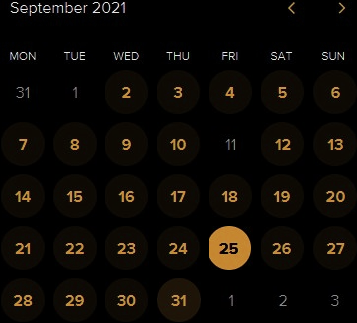 September 2021
MON TUE WED THU FRI SAT SUN
31 1 2 3 4 5 6
7 8 9 10 11 12 13
14 15 16 17 18 19 20
21 22 23 24 25 26 27
28 29 30 31 1 2 3